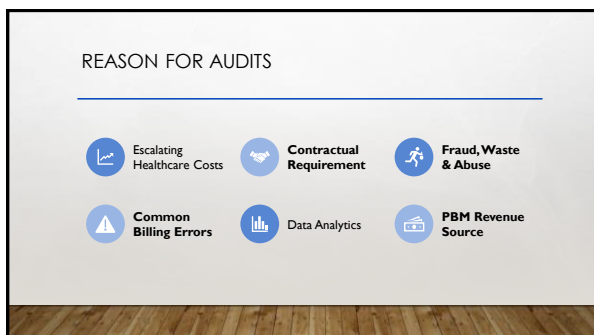 REASON FOR AUDITS
Escalating
Healthcare Costs
Contractual
Requirement
Fraud, Waste
& Abuse
Common
Billing Errors
Data Analytics
PBM Revenue
Source